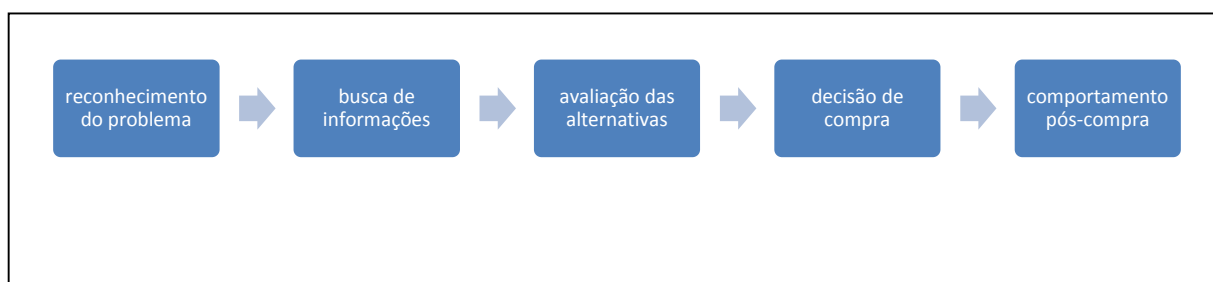 reconhecimento
do problema
busca de
informações
avaliação das
alternativas
decisão de
compra
comportamento
pós-compra